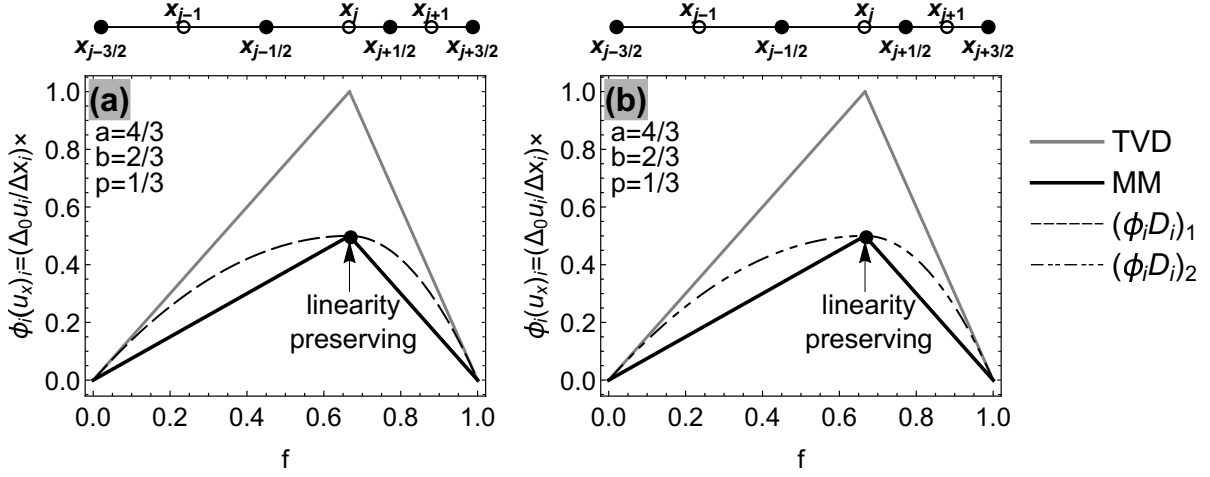 x_{j−1} x_j x_{j+1}
x_{j−3/2} x_{j−1/2} x_{j+1/2} x_{j+3/2}
(a)
a=4/3
b=2/3
p=1/3
ϕ_i(u_x)_i=(Δ_0u_i/Δx_i)×
1.0
0.8
0.6
0.4
0.2
0.0
linearity
preserving
0.0 0.2 0.4 0.6 0.8 1.0
f
x_{j−1} x_j x_{j+1}
x_{j−3/2} x_{j−1/2} x_{j+1/2} x_{j+3/2}
(b)
a=4/3
b=2/3
p=1/3
ϕ_i(u_x)_i=(Δ_0u_i/Δx_i)×
1.0
0.8
0.6
0.4
0.2
0.0
linearity
preserving
0.0 0.2 0.4 0.6 0.8 1.0
f
TVD
MM
(ϕ_iD_i)_1
(ϕ_iD_i)_2